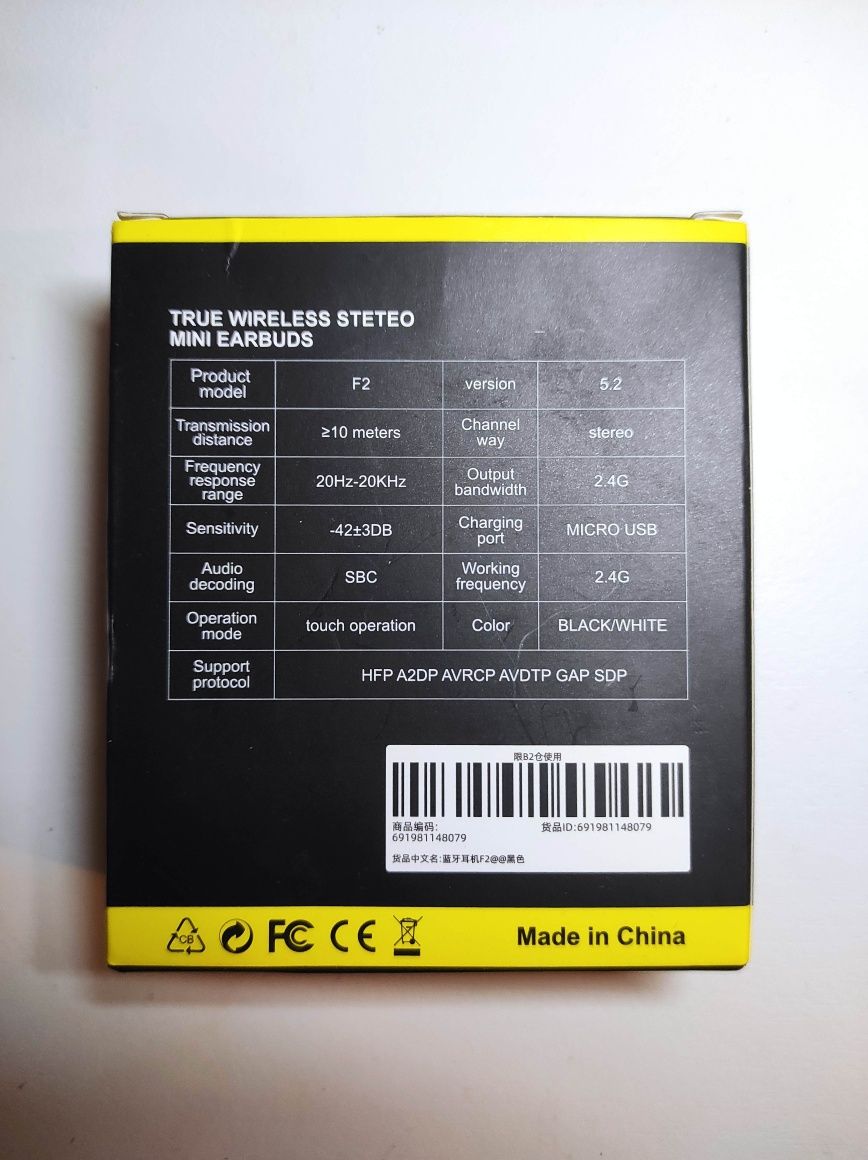 TRUE WIRELESS STETEO
MINI EARBUDS
Product model F2 version 5.2
Transmission distance ≥10 meters Channel way stereo
Frequency response range 20Hz-20KHz Output bandwidth 2.4G
Sensitivity -42±3DB Charging port MICRO USB
Audio decoding SBC Working frequency 2.4G
Operation mode touch operation Color BLACK/WHITE
Support protocol HFP A2DP AVRCP AVDTP GAP SDP
限B2仓使用
商品编码: 货品ID:691981148079
691981148079
货品中文名:蓝牙耳机F2@@黑色
CB FC CE Made in China